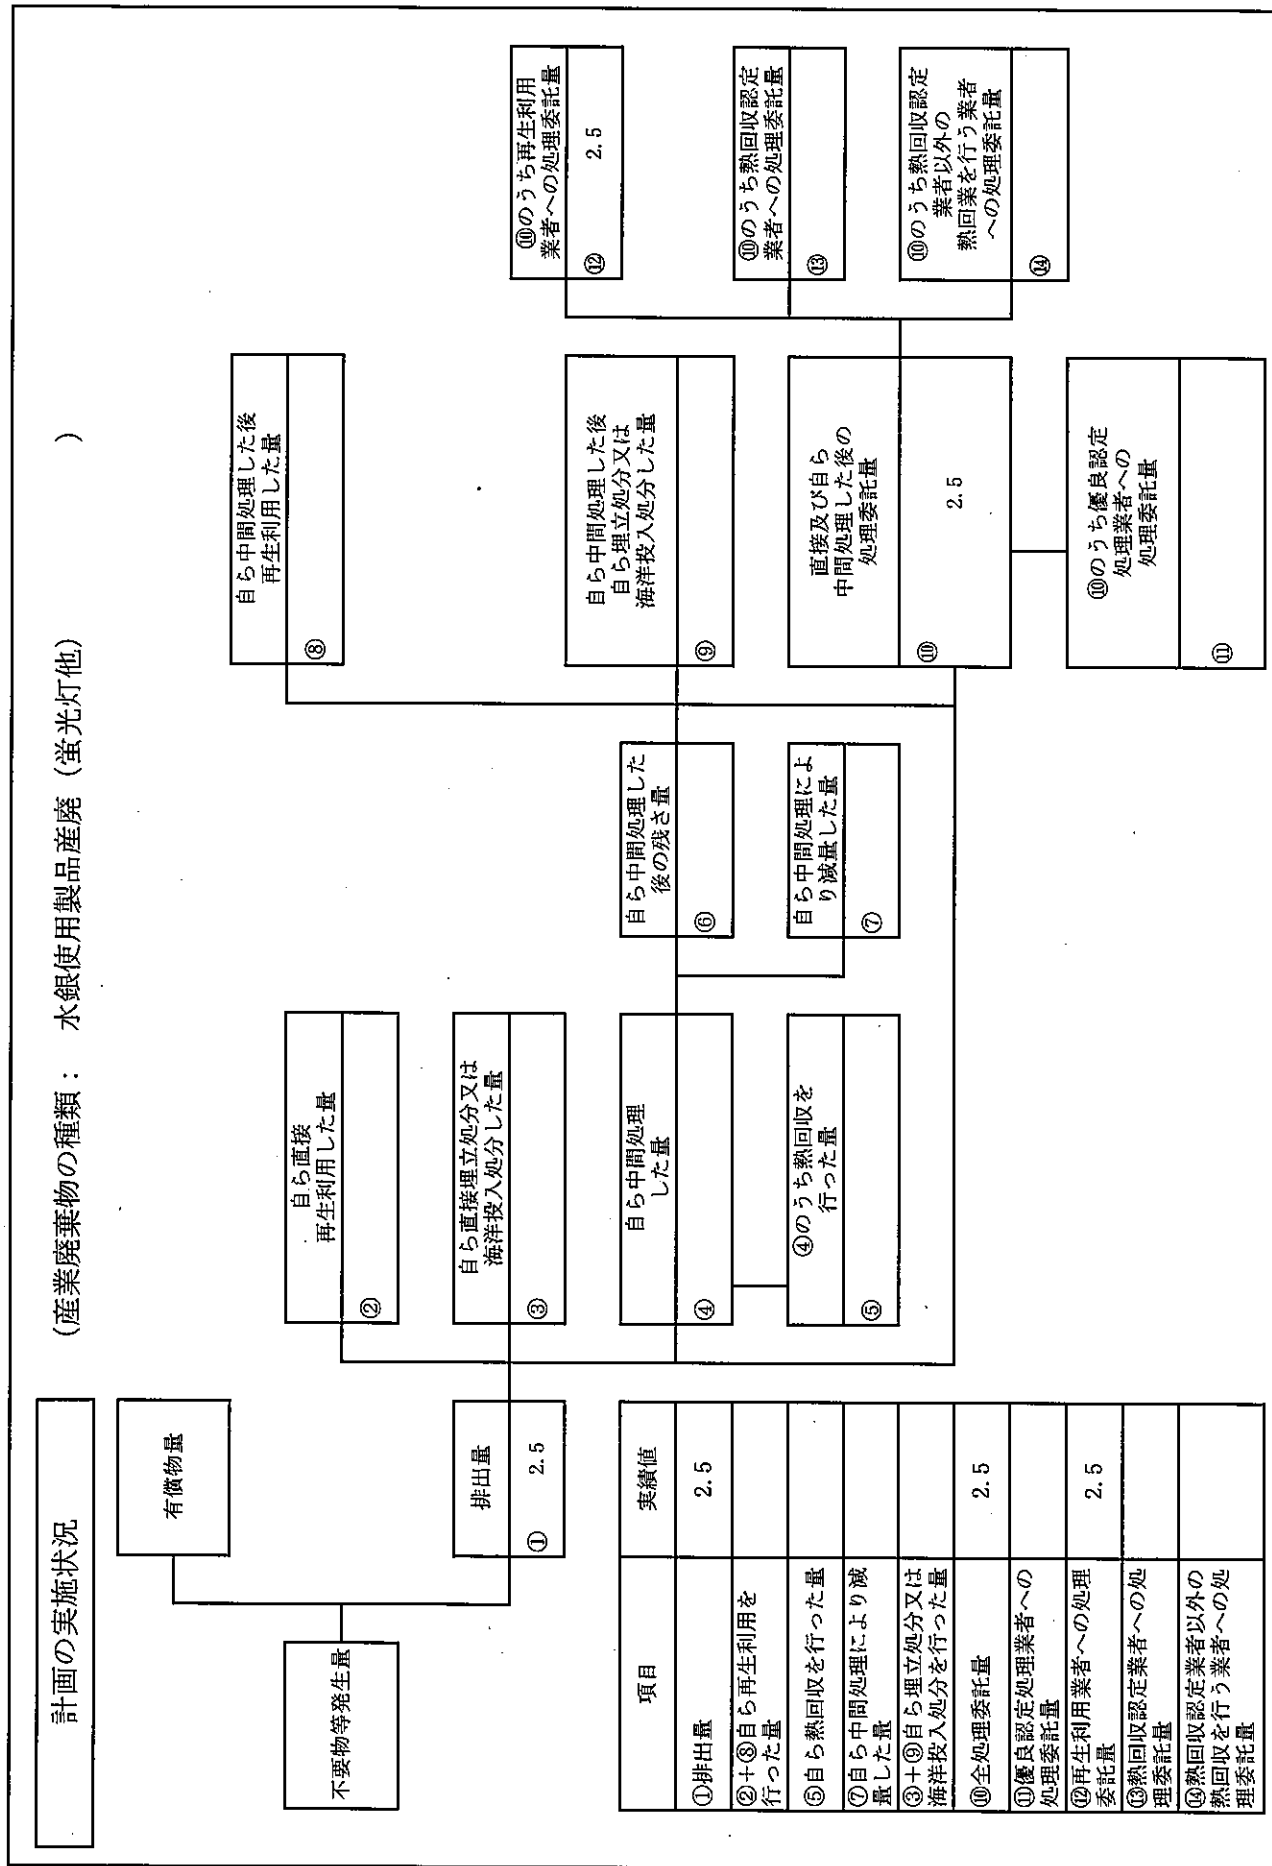 計画の実施状況
(産業廃棄物の種類： 水銀使用製品産廃（蛍光灯他) )
不要物等発生量
有償物量
排出量
① 2.5
自ら直接
再生利用した量
②
自ら直接埋立処分又は
海洋投入処分した量
③
自ら中間処理
した量
④
④のうち熱回収を
行った量
⑤
自ら中間処理した
後の残さ量
⑥
自ら中間処理によ
り減量した量
⑦
自ら中間処理した後
再生利用した量
⑧
自ら中間処理した後
自ら埋立処分又は
海洋投入処分した量
⑨
直接及び自ら
中間処理した後の
処理委託量
⑩ 2.5
⑩のうち優良認定
処理業者への
処理委託量
⑪
⑩のうち再生利用
業者への処理委託量
⑫ 2.5
⑩のうち熱回収認定
業者への処理委託量
⑬
⑩のうち熱回収認定
業者以外の
熱回業を行う業者
への処理委託量
⑭
項目 実績値
①排出量 2.5
②＋⑧自ら再生利用を
行った量
⑤自ら熱回収を行った量
⑦自ら中間処理により減
量した量
③＋⑨自ら埋立処分又は
海洋投入処分を行った量
⑩全処理委託量 2.5
⑪優良認定処理業者への
処理委託量
⑫再生利用業者への処理
委託量 2.5
⑬熱回収認定業者への処
理委託量
⑭熱回収認定業者以外の
熱回収を行う業者への処
理委託量